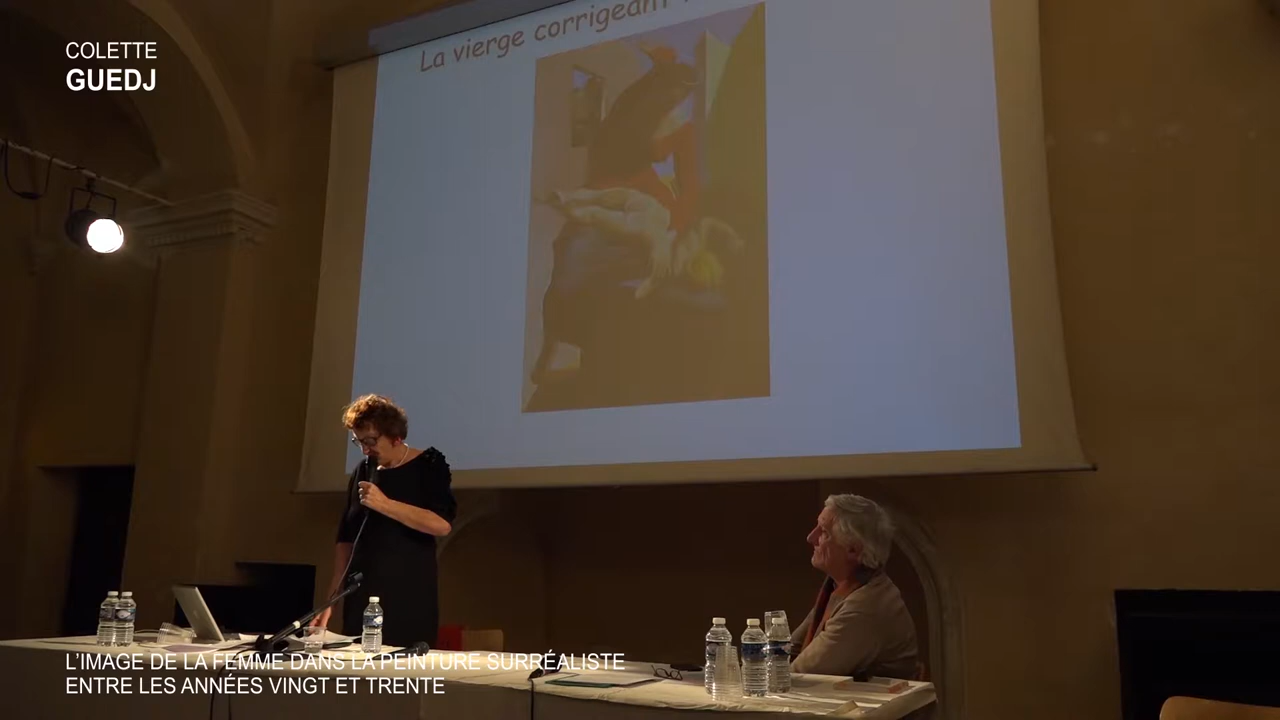 COLETTE
GUEDJ
La vierge corrigeant
L'IMAGE DE LA FEMME DANS LA PEINTURE SURRÉALISTE
ENTRE LES ANNÉES VINGT ET TRENTE